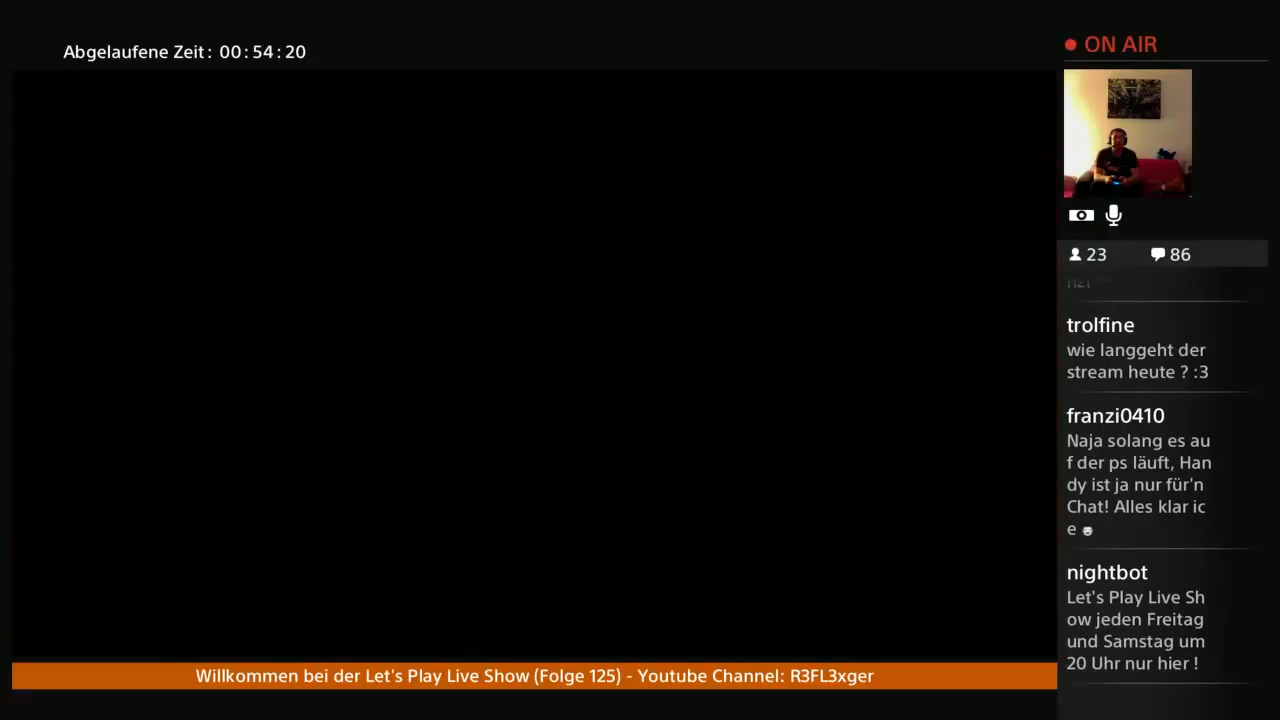 Abgelaufene Zeit: 00:54:20
ON AIR
23 86
trolfine
wie langgeht der
stream heute ? :3
franzi0410
Naja solang es au
f der ps läuft, Han
dy ist ja nur für'n
Chat! Alles klar ic
e
nightbot
Let's Play Live Sh
ow jeden Freitag
und Samstag um
20 Uhr nur hier !
Willkommen bei der Let's Play Live Show (Folge 125) - Youtube Channel: R3FL3xger